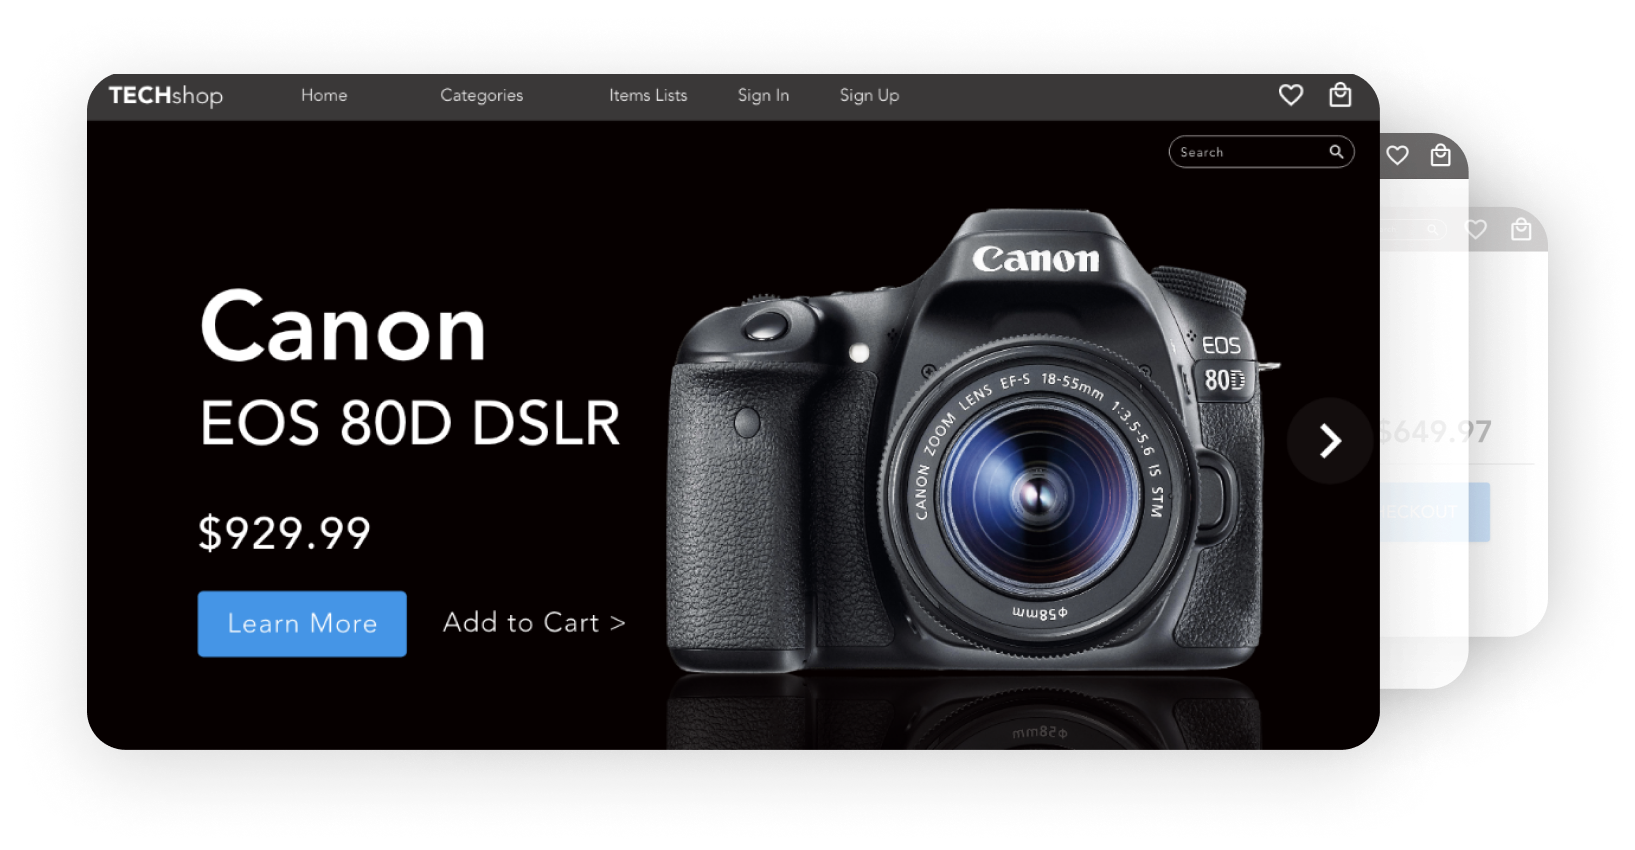 TECHshop Home Categories Items Lists Sign In Sign Up
Search
Canon
EOS 80D DSLR
$929.99
Learn More Add to Cart >
Canon
EOS
80D
CANON ZOOM LENS EF-S 18-55mm 1:3.5-5.6 IS STM
φ58mm
φ58mm
$649.97